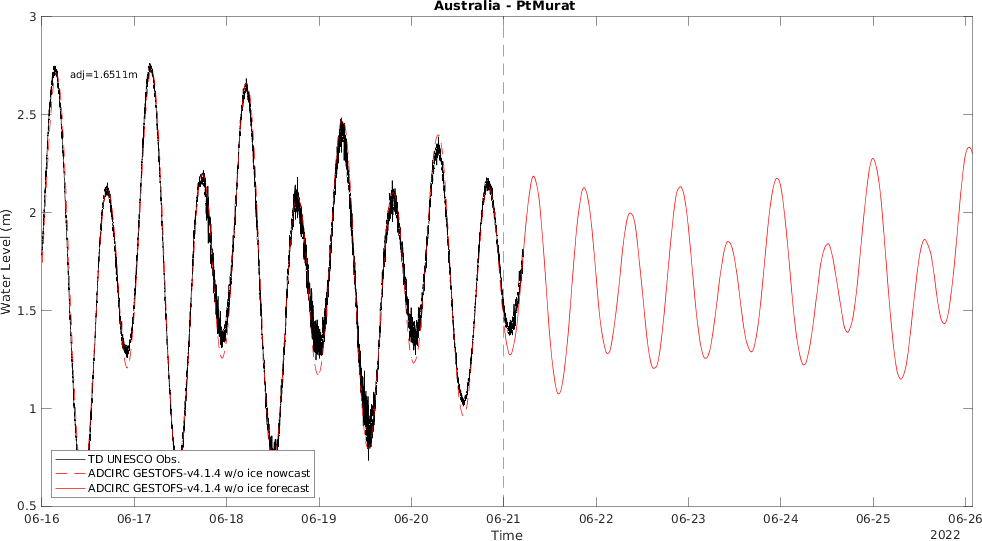 Australia - PtMurat
3
2.5
2
1.5
1
0.5
Water Level (m)
adj=1.6511m
TD UNESCO Obs.
ADCIRC GESTOFS-v4.1.4 w/o ice nowcast
ADCIRC GESTOFS-v4.1.4 w/o ice forecast
06-16 06-17 06-18 06-19 06-20 06-21 06-22 06-23 06-24 06-25 06-26
Time
2022